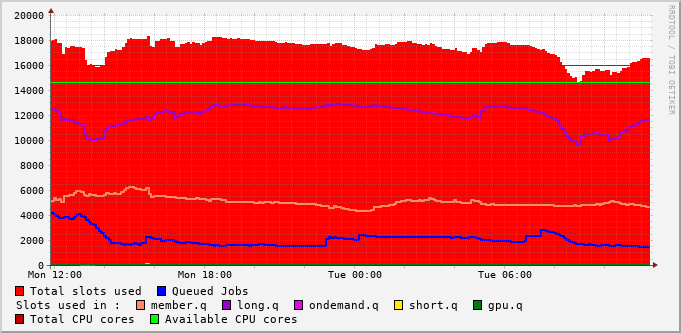 20000
18000
16000
14000
12000
10000
8000
6000
4000
2000
0
Mon 12:00 Mon 18:00 Tue 00:00 Tue 06:00
RRDTOOL / TOBI OETIKER
Total slots used Queued Jobs
Slots used in : member.q long.q ondemand.q short.q gpu.q
Total CPU cores Available CPU cores